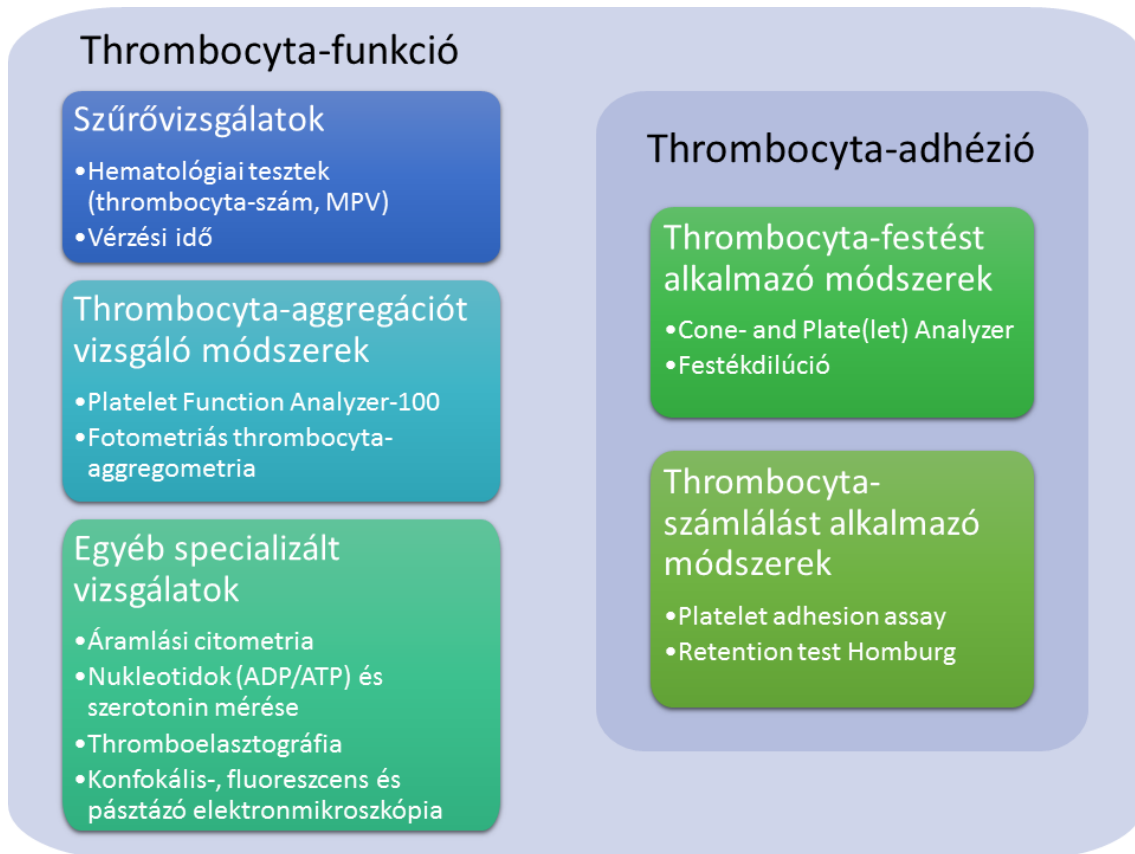 Thrombocyta-funkció
Szűrővizsgálatok
•Hematológiai tesztek
(thrombocyta-szám, MPV)
•Vérzési idő
Thrombocyta-aggregációt
vizsgáló módszerek
•Platelet Function Analyzer-100
•Fotometriás thrombocyta-
aggregometria
Egyéb specializált
vizsgálatok
•Áramlási citometria
•Nukleotidok (ADP/ATP) és
szerotonin mérése
•Thromboelasztográfia
•Konfokális-, fluoreszcens és
pásztázó elektronmikroszkópia
Thrombocyta-adhézió
Thrombocyta-festést
alkalmazó módszerek
•Cone- and Plate(let) Analyzer
•Festékdilúció
Thrombocyta-
számlálást alkalmazó
módszerek
•Platelet adhesion assay
•Retention test Homburg